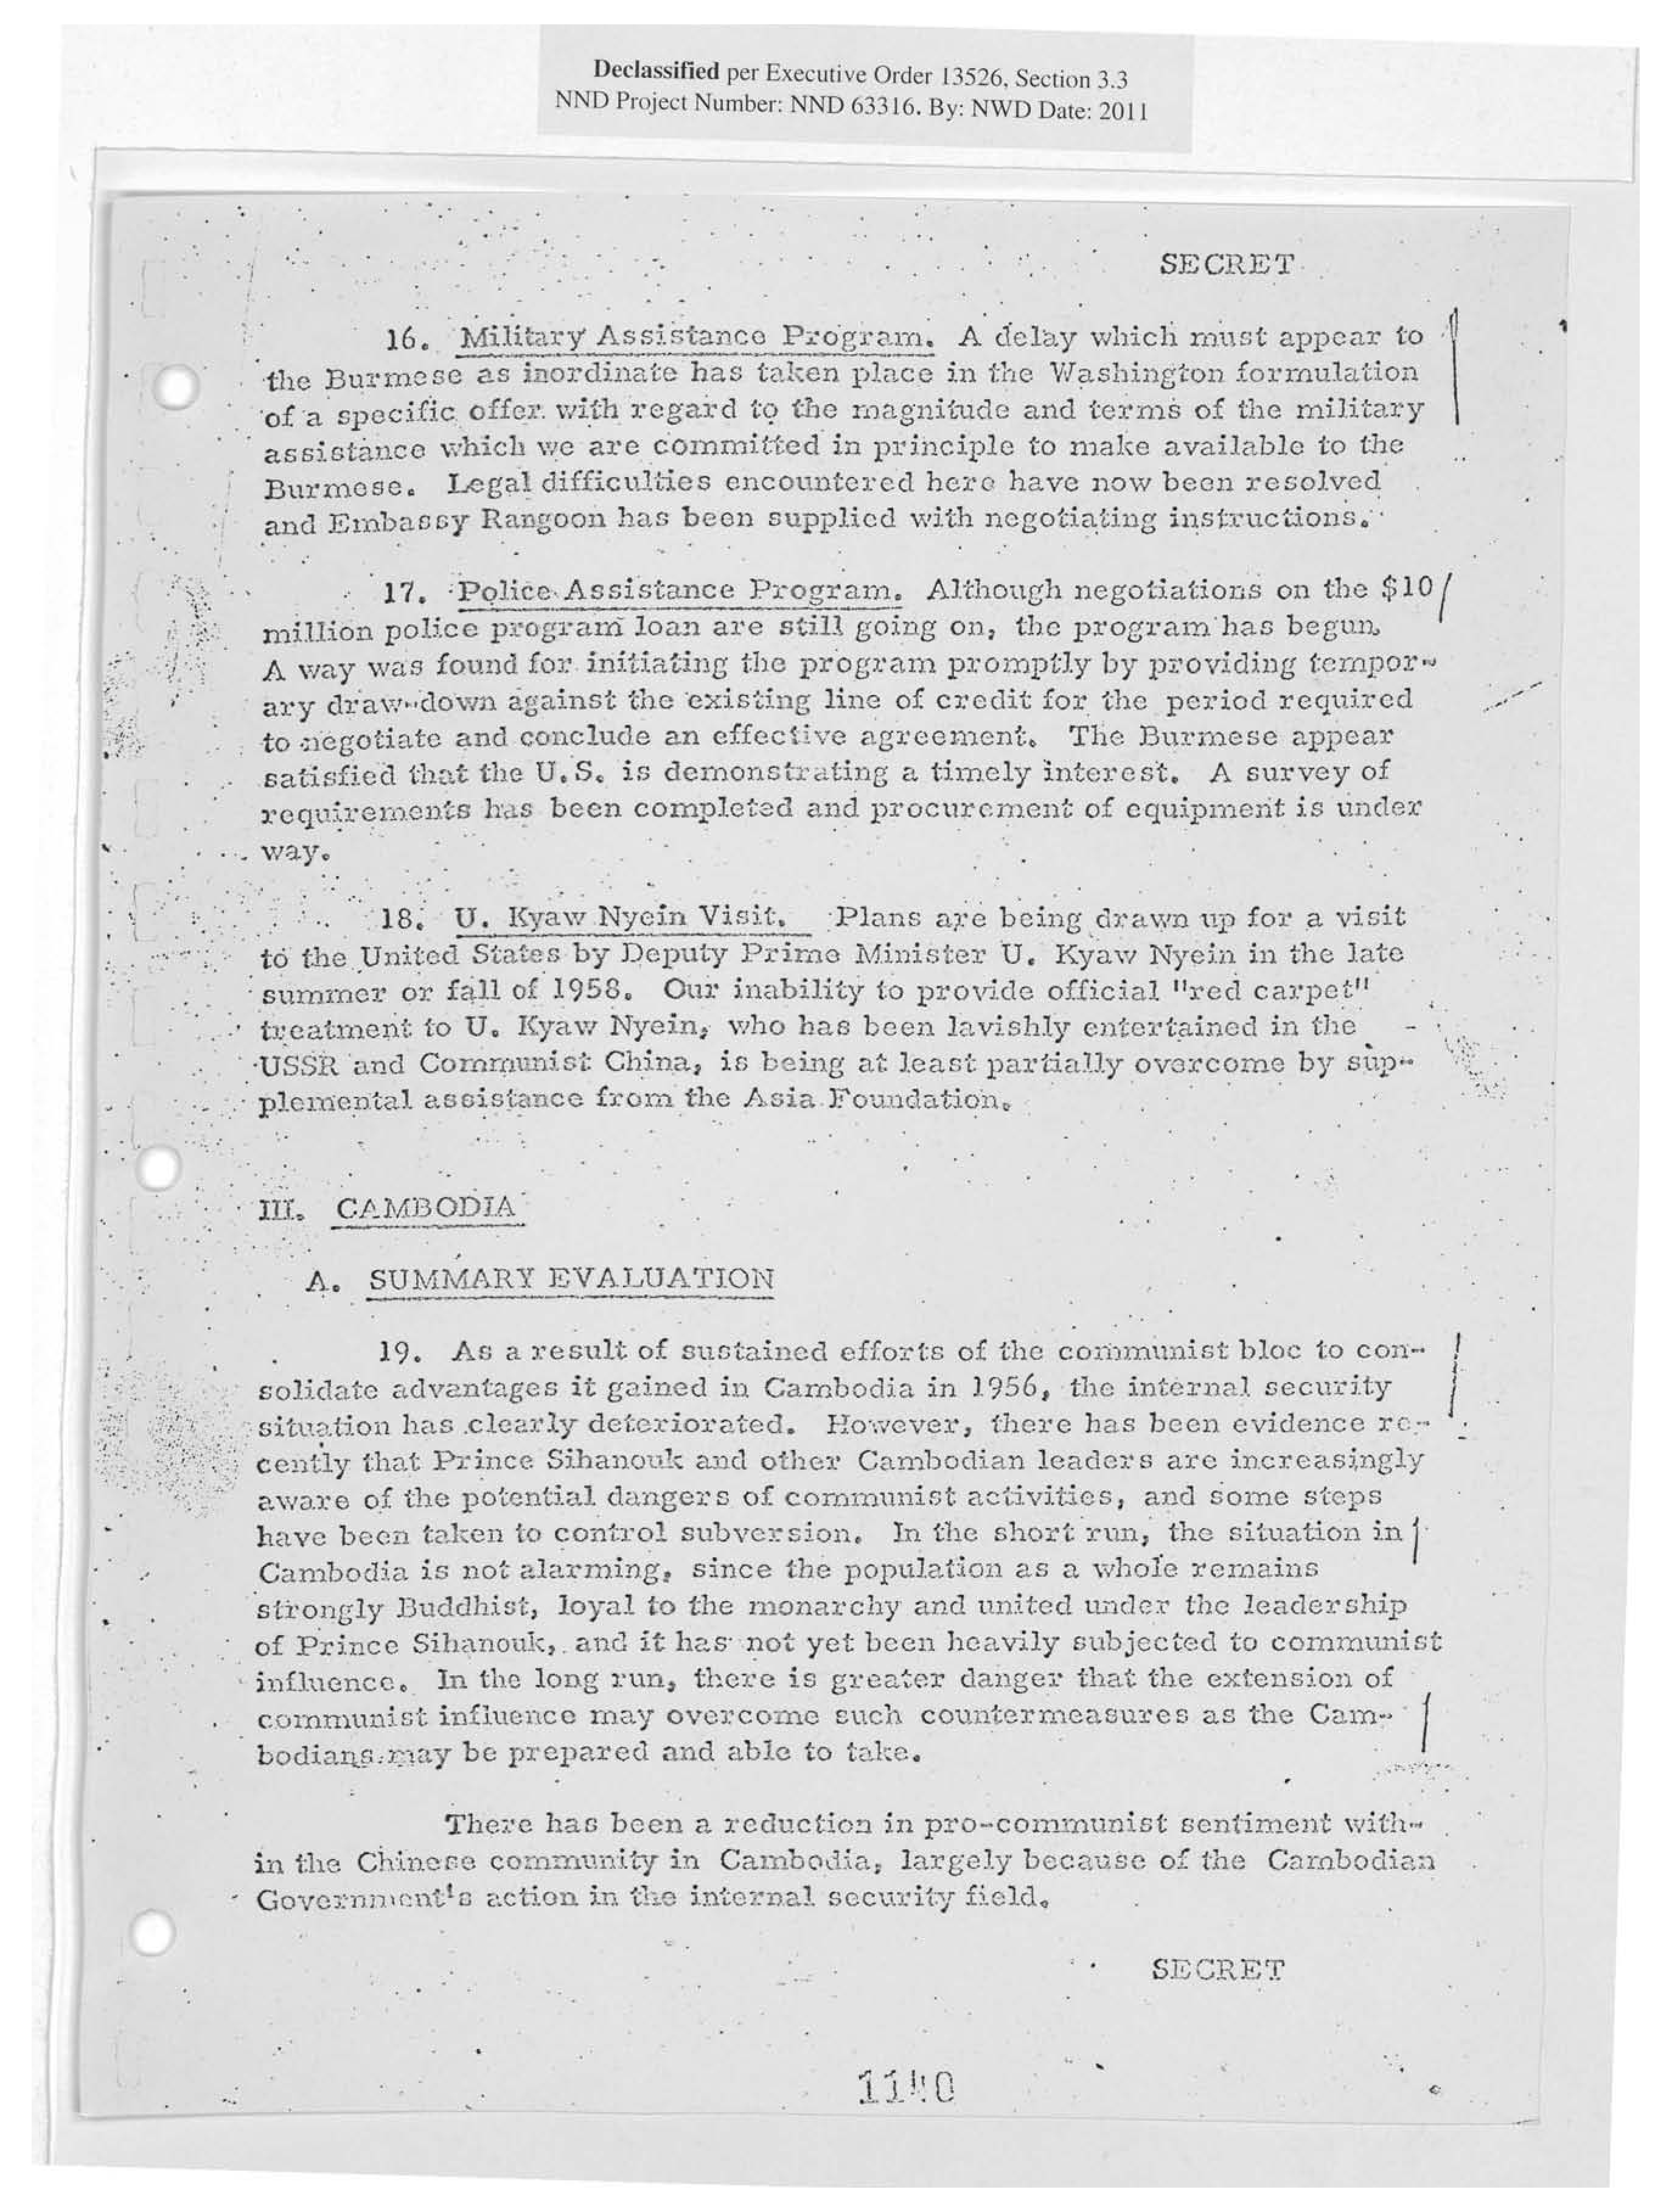 Declassified per Executive Order 13526, Section 3.3
NND Project Number: NND 63316. By: NWD Date: 2011
SECRET
16. Military Assistance Program. A delay which must appear to
the Burmese as inordinate has taken place in the Washington formulation
of a specific offer with regard to the magnitude and terms of the military
assistance which we are committed in principle to make available to the
Burmese. Legal difficulties encountered here have now been resolved
and Embassy Rangoon has been supplied with negotiating instructions.
17. Police Assistance Program. Although negotiations on the $10
million police program loan are still going on, the program has begun.
A way was found for initiating the program promptly by providing tempor-
ary draw-down against the existing line of credit for the period required
to negotiate and conclude an effective agreement. The Burmese appear
satisfied that the U.S. is demonstrating a timely interest. A survey of
requirements has been completed and procurement of equipment is under
way.
18. U. Kyaw Nyein Visit. Plans are being drawn up for a visit
to the United States by Deputy Prime Minister U. Kyaw Nyein in the late
summer or fall of 1958. Our inability to provide official "red carpet"
treatment to U. Kyaw Nyein, who has been lavishly entertained in the
USSR and Communist China, is being at least partially overcome by sup-
plemental assistance from the Asia Foundation.
III. CAMBODIA
A. SUMMARY EVALUATION
19. As a result of sustained efforts of the communist bloc to con-
solidate advantages it gained in Cambodia in 1956, the internal security
situation has clearly deteriorated. However, there has been evidence re-
cently that Prince Sihanouk and other Cambodian leaders are increasingly
aware of the potential dangers of communist activities, and some steps
have been taken to control subversion. In the short run, the situation in
Cambodia is not alarming, since the population as a whole remains
strongly Buddhist, loyal to the monarchy and united under the leadership
of Prince Sihanouk, and it has not yet been heavily subjected to communist
influence. In the long run, there is greater danger that the extension of
communist influence may overcome such countermeasures as the Cam-
bodians may be prepared and able to take.
There has been a reduction in pro-communist sentiment with-
in the Chinese community in Cambodia, largely because of the Cambodian
Government's action in the internal security field.
SECRET
1140